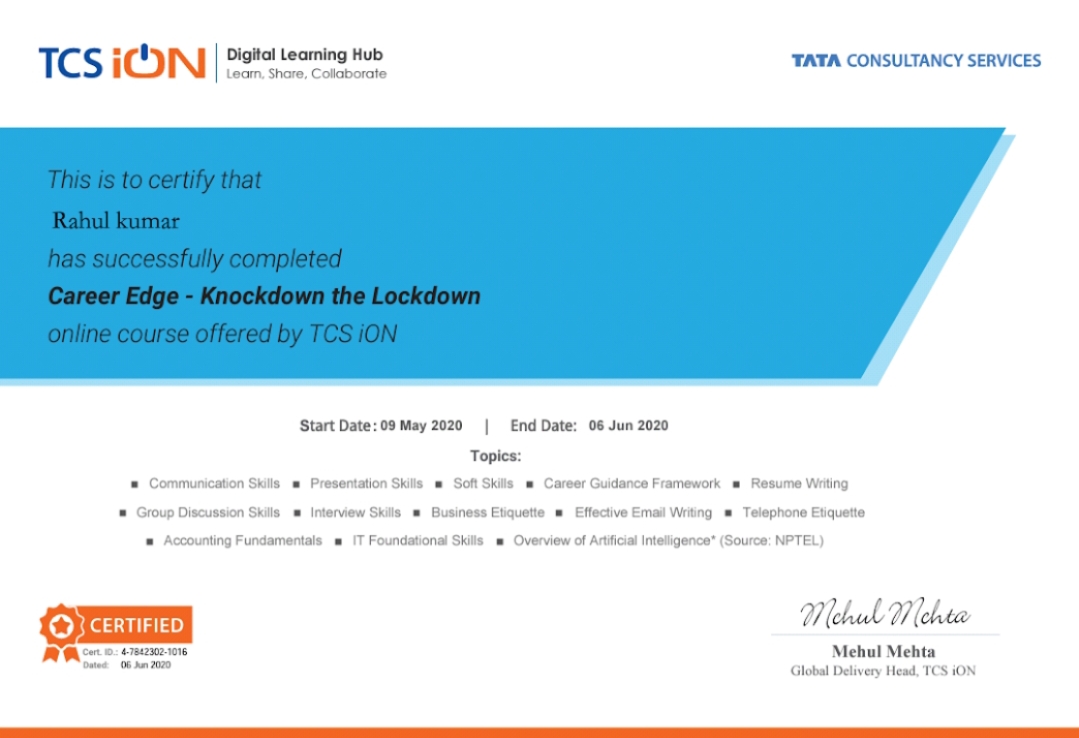 TCS iON | Digital Learning Hub
Learn, Share, Collaborate
TATA CONSULTANCY SERVICES
This is to certify that
Rahul kumar
has successfully completed
Career Edge - Knockdown the Lockdown
online course offered by TCS iON
Start Date: 09 May 2020 | End Date: 06 Jun 2020
Topics:
■ Communication Skills ■ Presentation Skills ■ Soft Skills ■ Career Guidance Framework ■ Resume Writing
■ Group Discussion Skills ■ Interview Skills ■ Business Etiquette ■ Effective Email Writing ■ Telephone Etiquette
■ Accounting Fundamentals ■ IT Foundational Skills ■ Overview of Artificial Intelligence* (Source: NPTEL)
CERTIFIED
Cert. ID.: 4-7842302-1016
Dated: 06 Jun 2020
Mehul Mehta
Mehul Mehta
Global Delivery Head, TCS iON